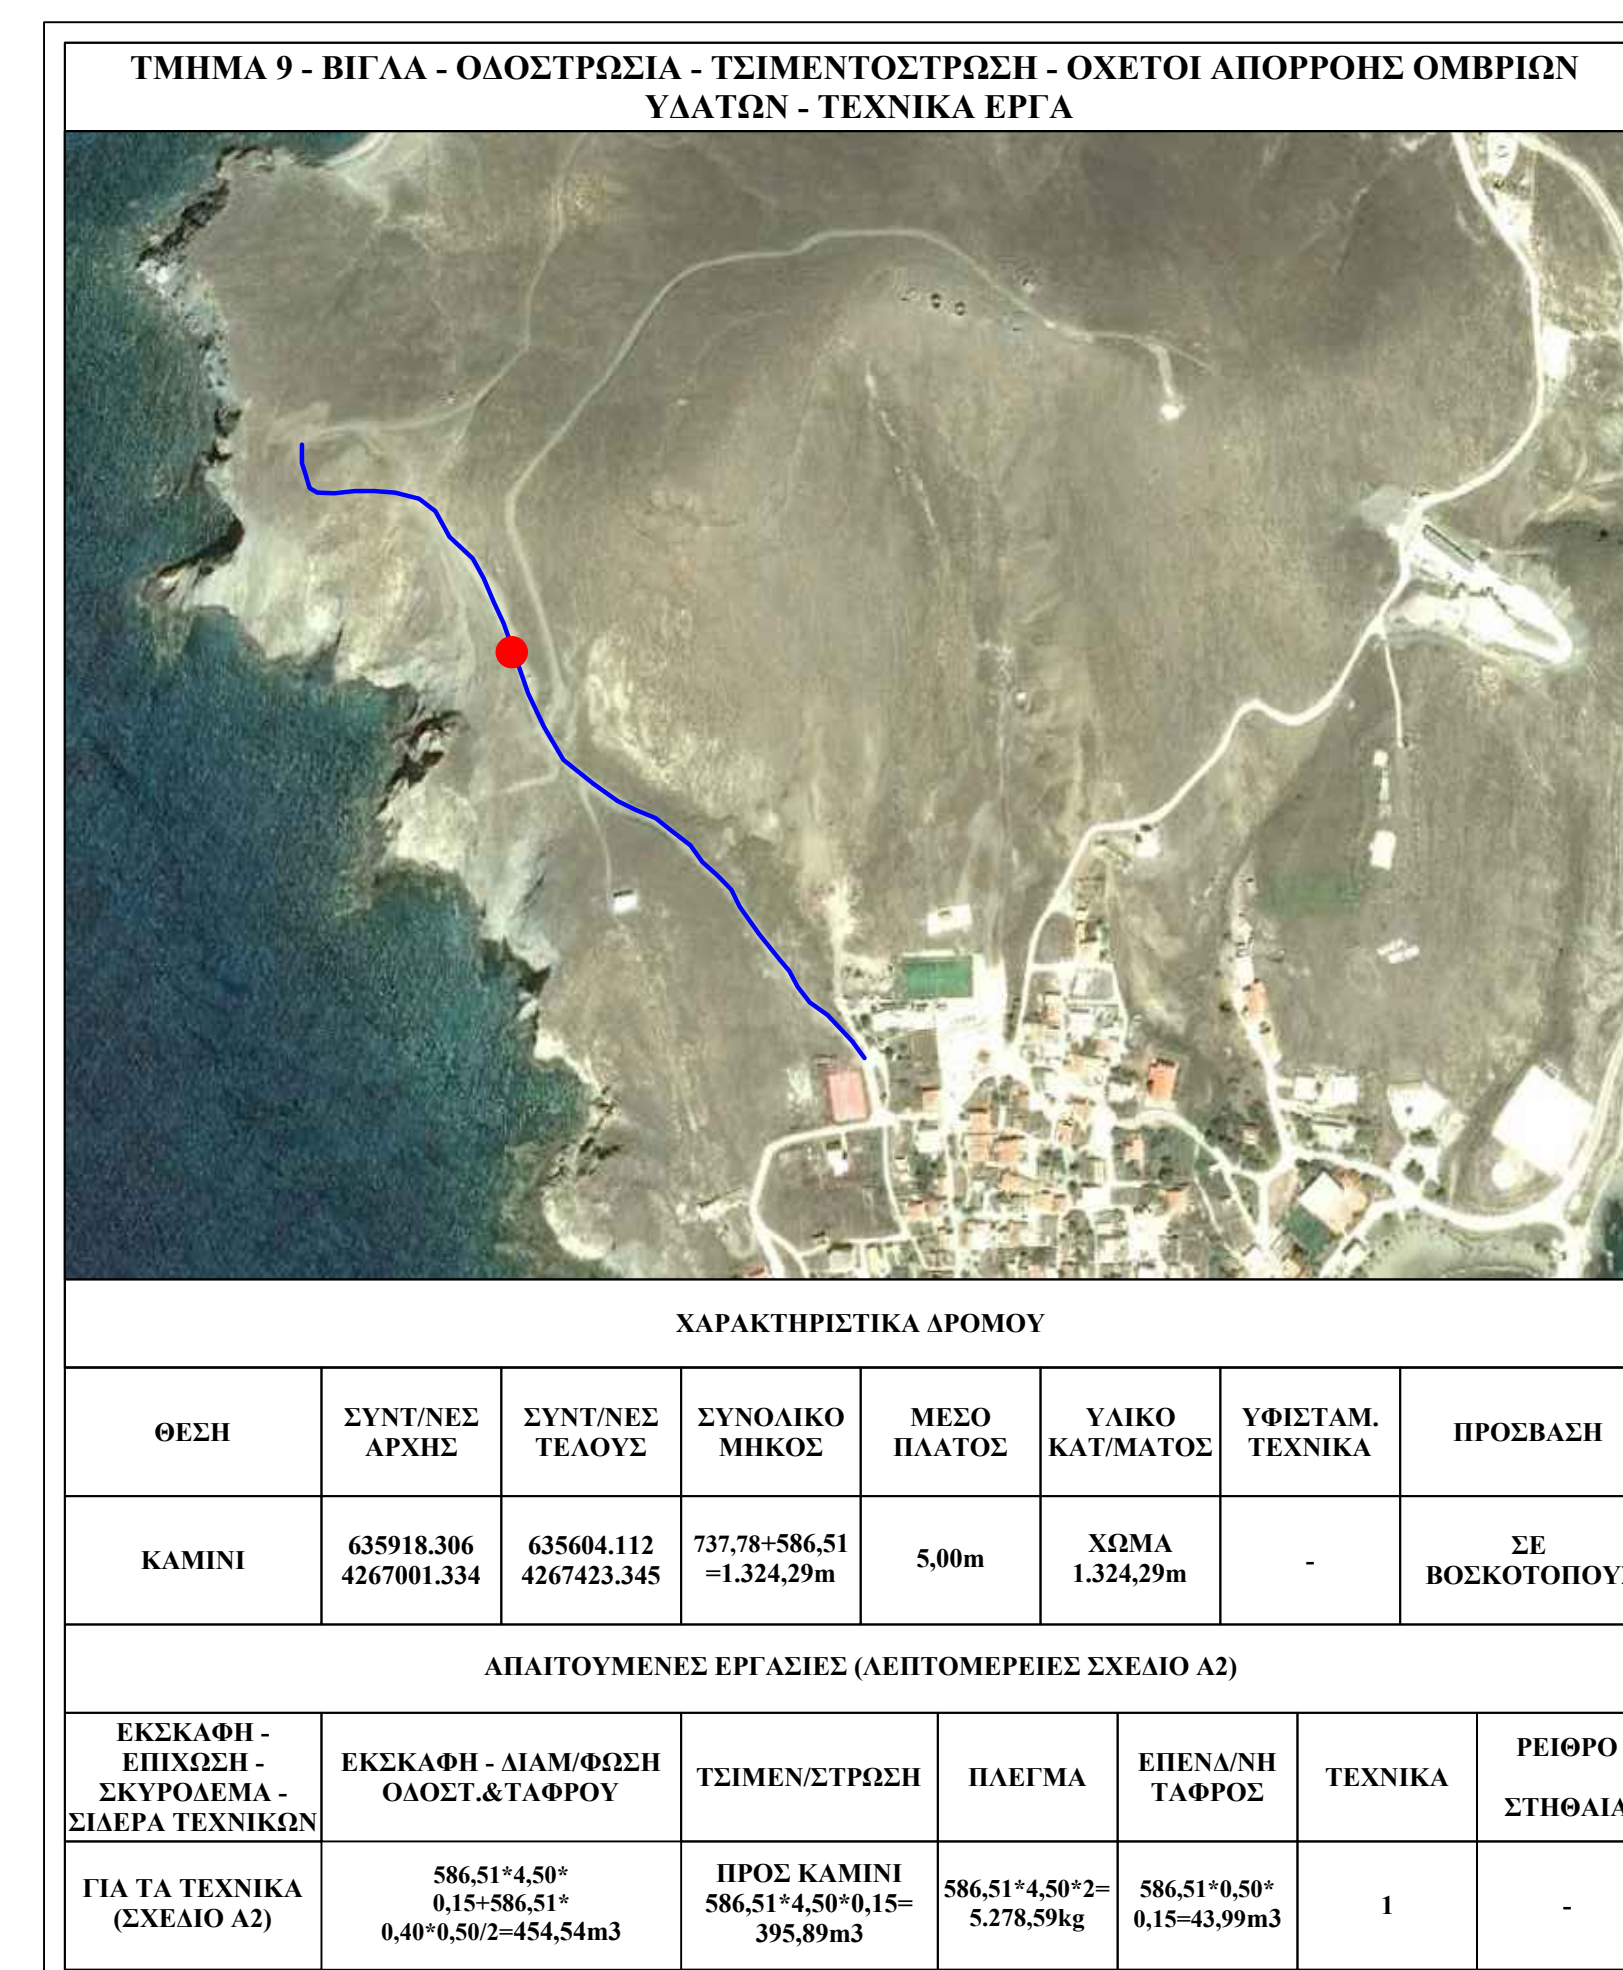 ΤΜΗΜΑ 9 - ΒΙΓΛΑ - ΟΔΟΣΤΡΩΣΙΑ - ΤΣΙΜΕΝΤΟΣΤΡΩΣΗ - ΟΧΕΤΟΙ ΑΠΟΡΡΟΗΣ ΟΜΒΡΙΩΝ
ΥΔΑΤΩΝ - ΤΕΧΝΙΚΑ ΕΡΓΑ
ΧΑΡΑΚΤΗΡΙΣΤΙΚΑ ΔΡΟΜΟΥ
ΘΕΣΗ
ΣΥΝΤ/ΝΕΣ
ΑΡΧΗΣ
ΣΥΝΤ/ΝΕΣ
ΤΕΛΟΥΣ
ΣΥΝΟΛΙΚΟ
ΜΗΚΟΣ
ΜΕΣΟ
ΠΛΑΤΟΣ
ΥΛΙΚΟ
ΚΑΤ/ΜΑΤΟΣ
ΥΦΙΣΤΑΜ.
ΤΕΧΝΙΚΑ
ΠΡΟΣΒΑΣΗ
ΚΑΜΙΝΙ
635918.306
4267001.334
635604.112
4267423.345
737,78+586,51
=1.324,29m
5,00m
ΧΩΜΑ
1.324,29m
-
ΣΕ
ΒΟΣΚΟΤΟΠΟΥΣ
ΑΠΑΙΤΟΥΜΕΝΕΣ ΕΡΓΑΣΙΕΣ (ΛΕΠΤΟΜΕΡΕΙΕΣ ΣΧΕΔΙΟ Α2)
ΕΚΣΚΑΦΗ -
ΕΠΙΧΩΣΗ -
ΣΚΥΡΟΔΕΜΑ -
ΣΙΔΕΡΑ ΤΕΧΝΙΚΩΝ
ΕΚΣΚΑΦΗ - ΔΙΑΜ/ΦΩΣΗ
ΟΔΟΣΤ.&ΤΑΦΡΟΥ
ΤΣΙΜΕΝ/ΣΤΡΩΣΗ
ΠΛΕΓΜΑ
ΕΠΕΝΔ/ΝΗ
ΤΑΦΡΟΣ
ΤΕΧΝΙΚΑ
ΡΕΙΘΡΟ
ΣΤΗΘΑΙΑ
ΓΙΑ ΤΑ ΤΕΧΝΙΚΑ
(ΣΧΕΔΙΟ Α2)
586,51*4,50*
0,15+586,51*
0,40*0,50/2=454,54m3
ΠΡΟΣ ΚΑΜΙΝΙ
586,51*4,50*0,15=
395,89m3
586,51*4,50*2=
5.278,59kg
586,51*0,50*
0,15=43,99m3
1
-